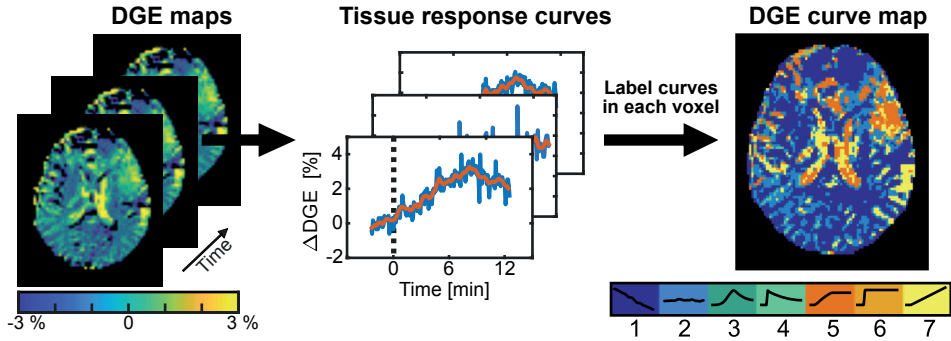 DGE maps
Tissue response curves
DGE curve map
Label curves
in each voxel
Time
ΔDGE [%]
4
2
0
-2
0 6 12
Time [min]
-3 % 0 3 %
1 2 3 4 5 6 7